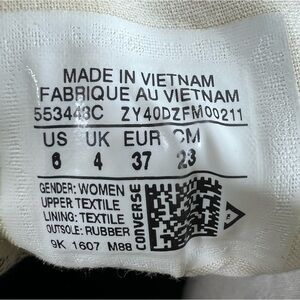 MADE IN VIETNAM
FABRIQUE AU VIETNAM
553443C ZY40DZFM00211
US UK EUR CM
6 4 37 23
GENDER: WOMEN
UPPER TEXTILE
LINING: TEXTILE
OUTSOLE: RUBBER
9K 1607 M88
CONVERSE